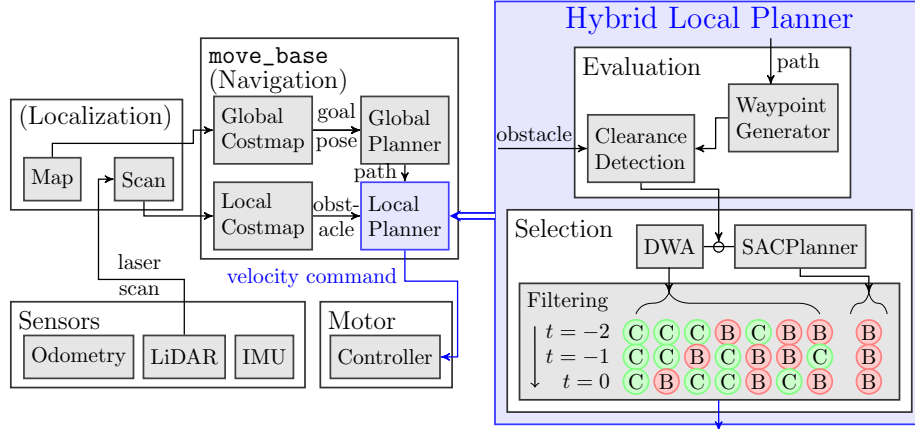 Hybrid Local Planner
move_base
(Navigation)
Evaluation
path
(Localization)
Global
Costmap
goal
pose
Global
Planner
Waypoint
Generator
obstacle
Clearance
Detection
Map
Scan
path
Local
Costmap
obst-
acle
Local
Planner
Selection
DWA
SACPlanner
laser
scan
velocity command
Sensors
Odometry
LiDAR
IMU
Motor
Controller
Filtering
t = −2 C C C B C B B B
t = −1 C C B C B B C B
t = 0 C B C C B C B B